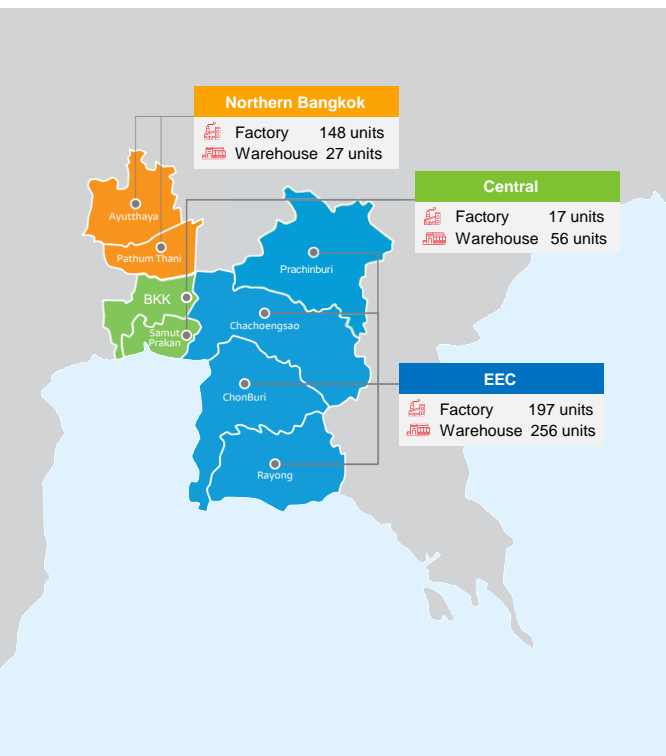 Northern Bangkok
Factory 148 units
Warehouse 27 units
Central
Factory 17 units
Warehouse 56 units
Ayutthaya
Pathum Thani
Prachinburi
BKK
Samut
Prakan
Chachoengsao
EEC
Factory 197 units
Warehouse 256 units
ChonBuri
Rayong